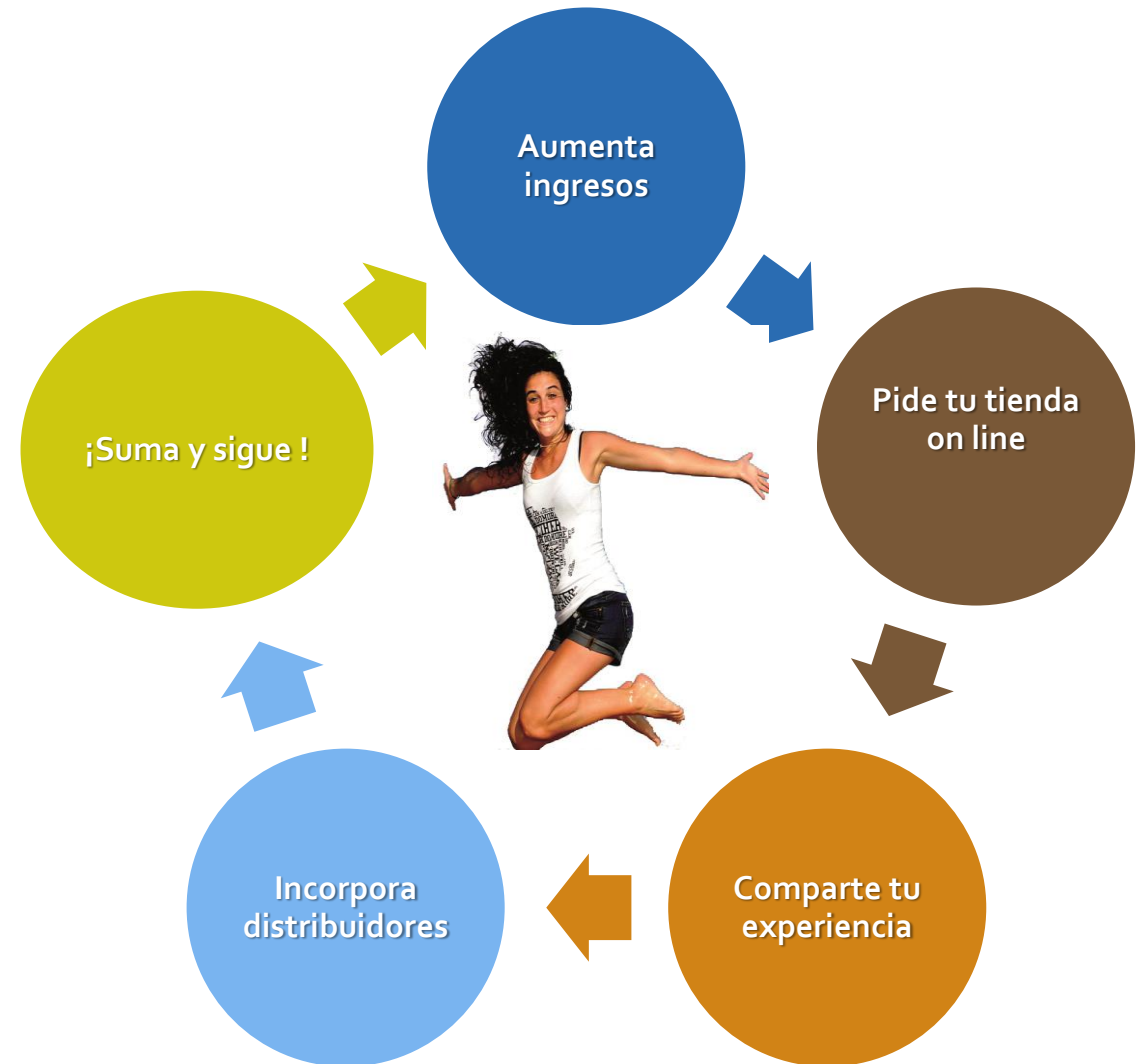 Aumenta
ingresos
Pide tu tienda
on line
Comparte tu
experiencia
Incorpora
distribuidores
¡Suma y sigue !